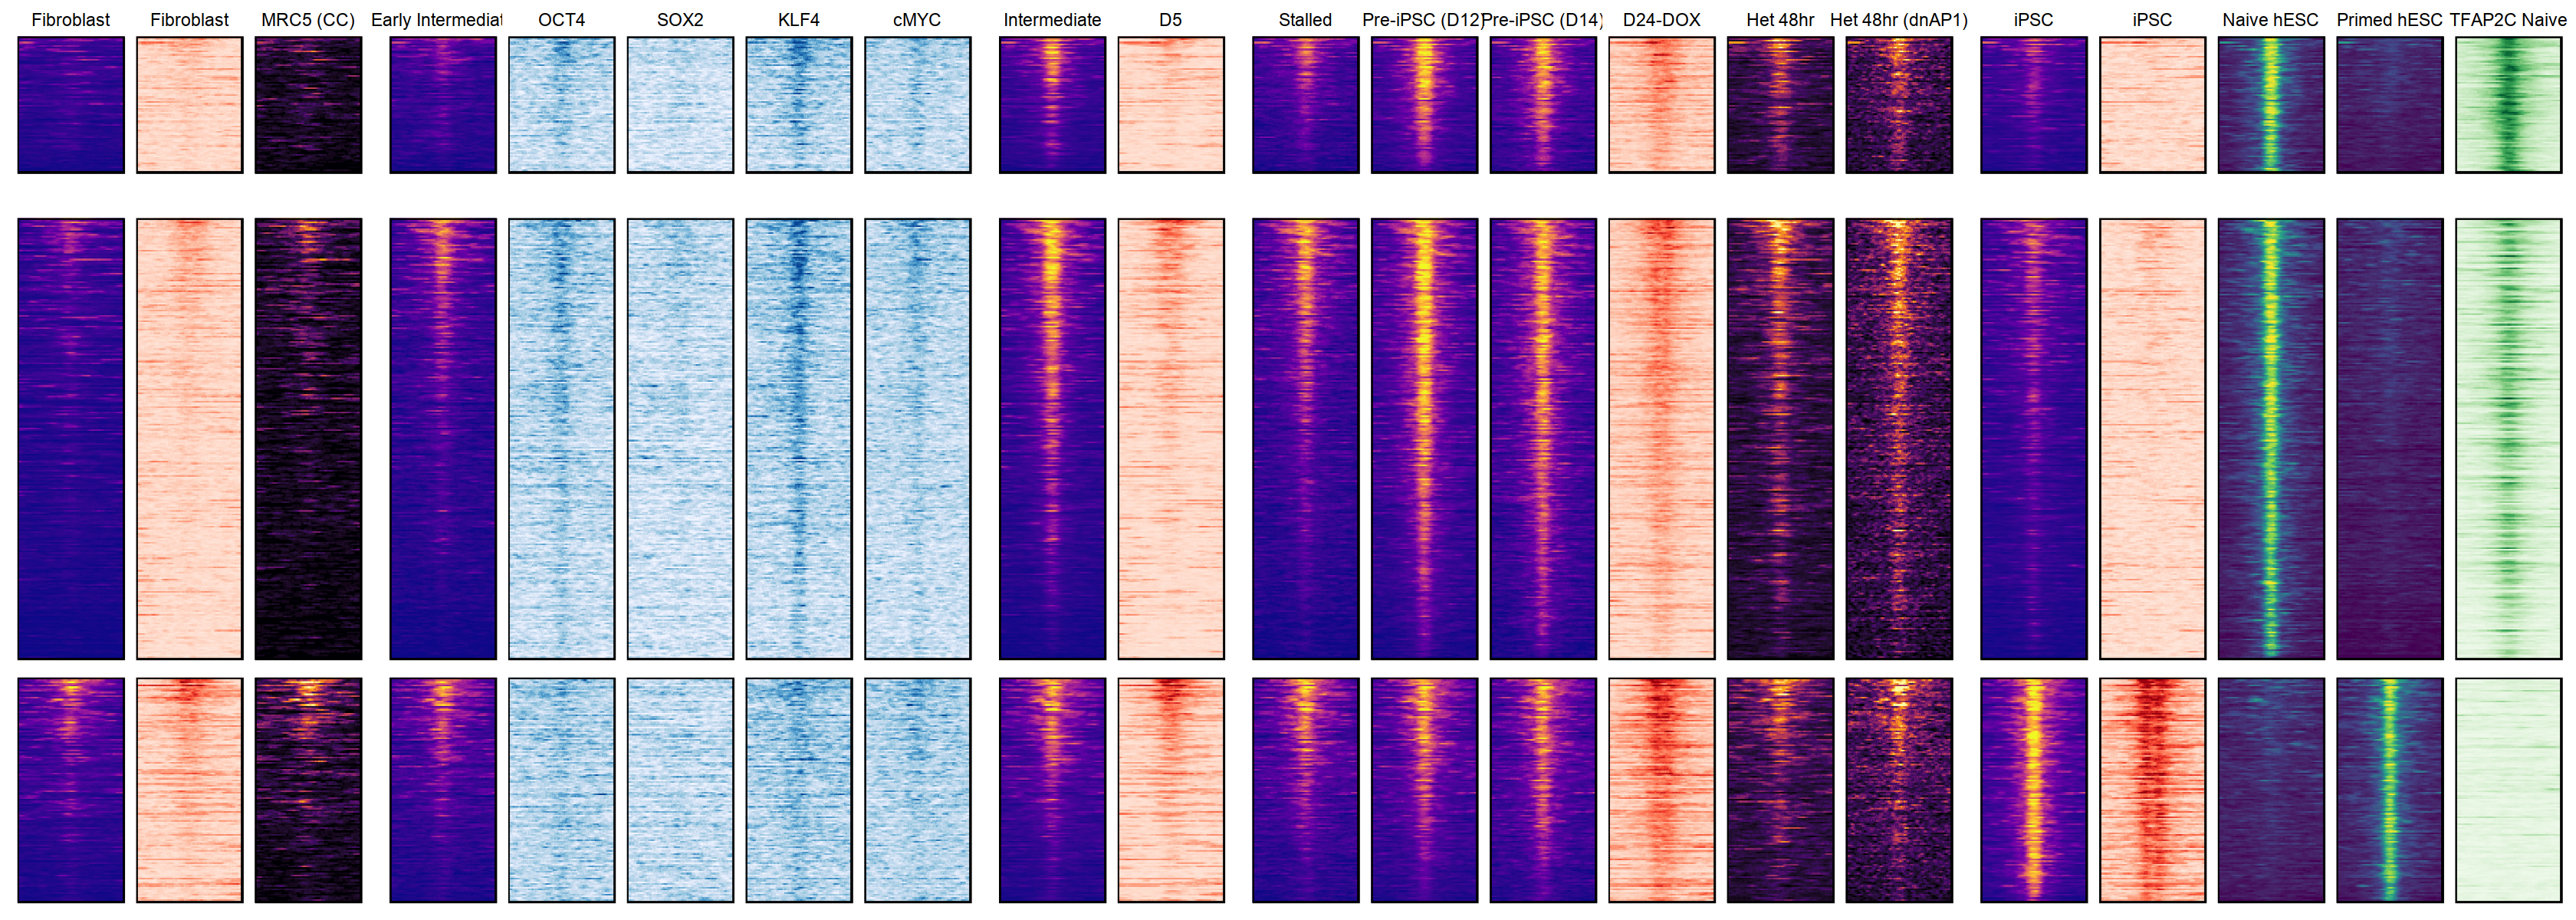 Fibroblast Fibroblast MRC5 (CC) Early Intermediat OCT4 SOX2 KLF4 cMYC Intermediate D5 Stalled Pre-iPSC (D12) Pre-iPSC (D14) D24-DOX Het 48hr Het 48hr (dnAP1) iPSC iPSC Naive hESC Primed hESC TFAP2C Naive